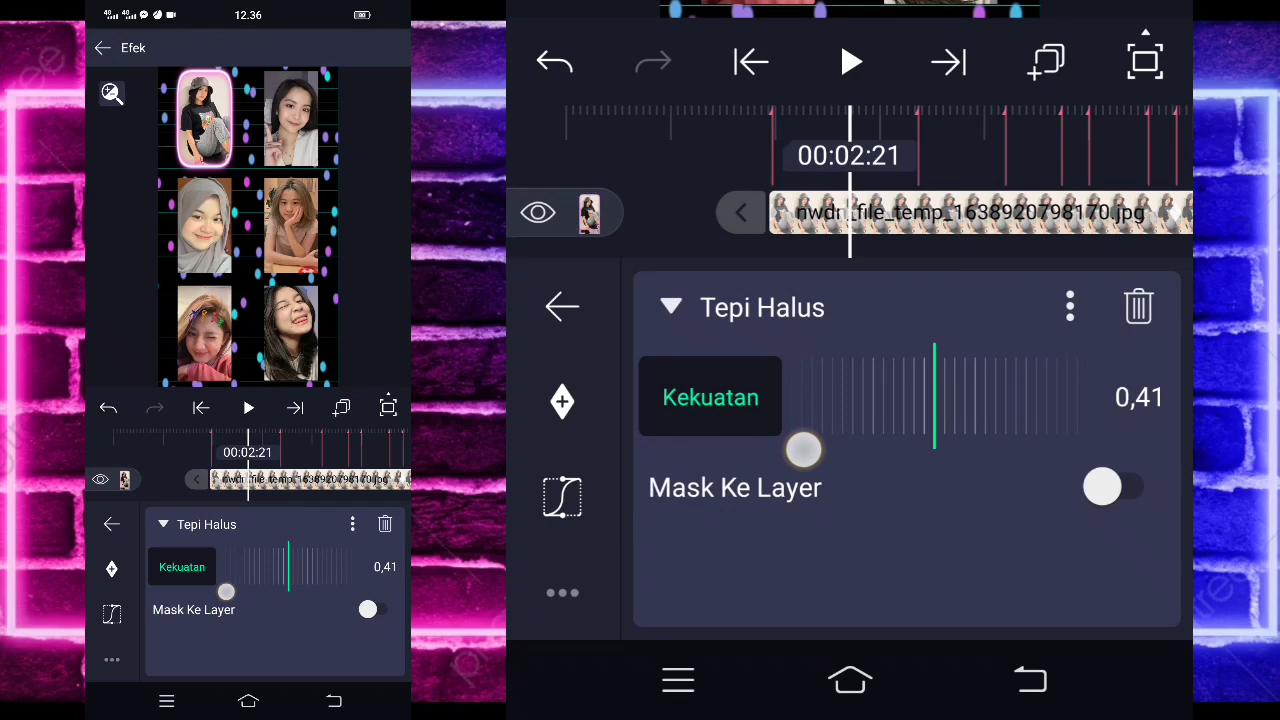 11:36
Efek
00:02:21
nwdn_file_temp_1638920798170.jpg
Tepi Halus
Kekuatan
0,41
Mask Ke Layer
00:02:21
nwdn_file_temp_1638920798170.jpg
Tepi Halus
Kekuatan
0,41
Mask Ke Layer